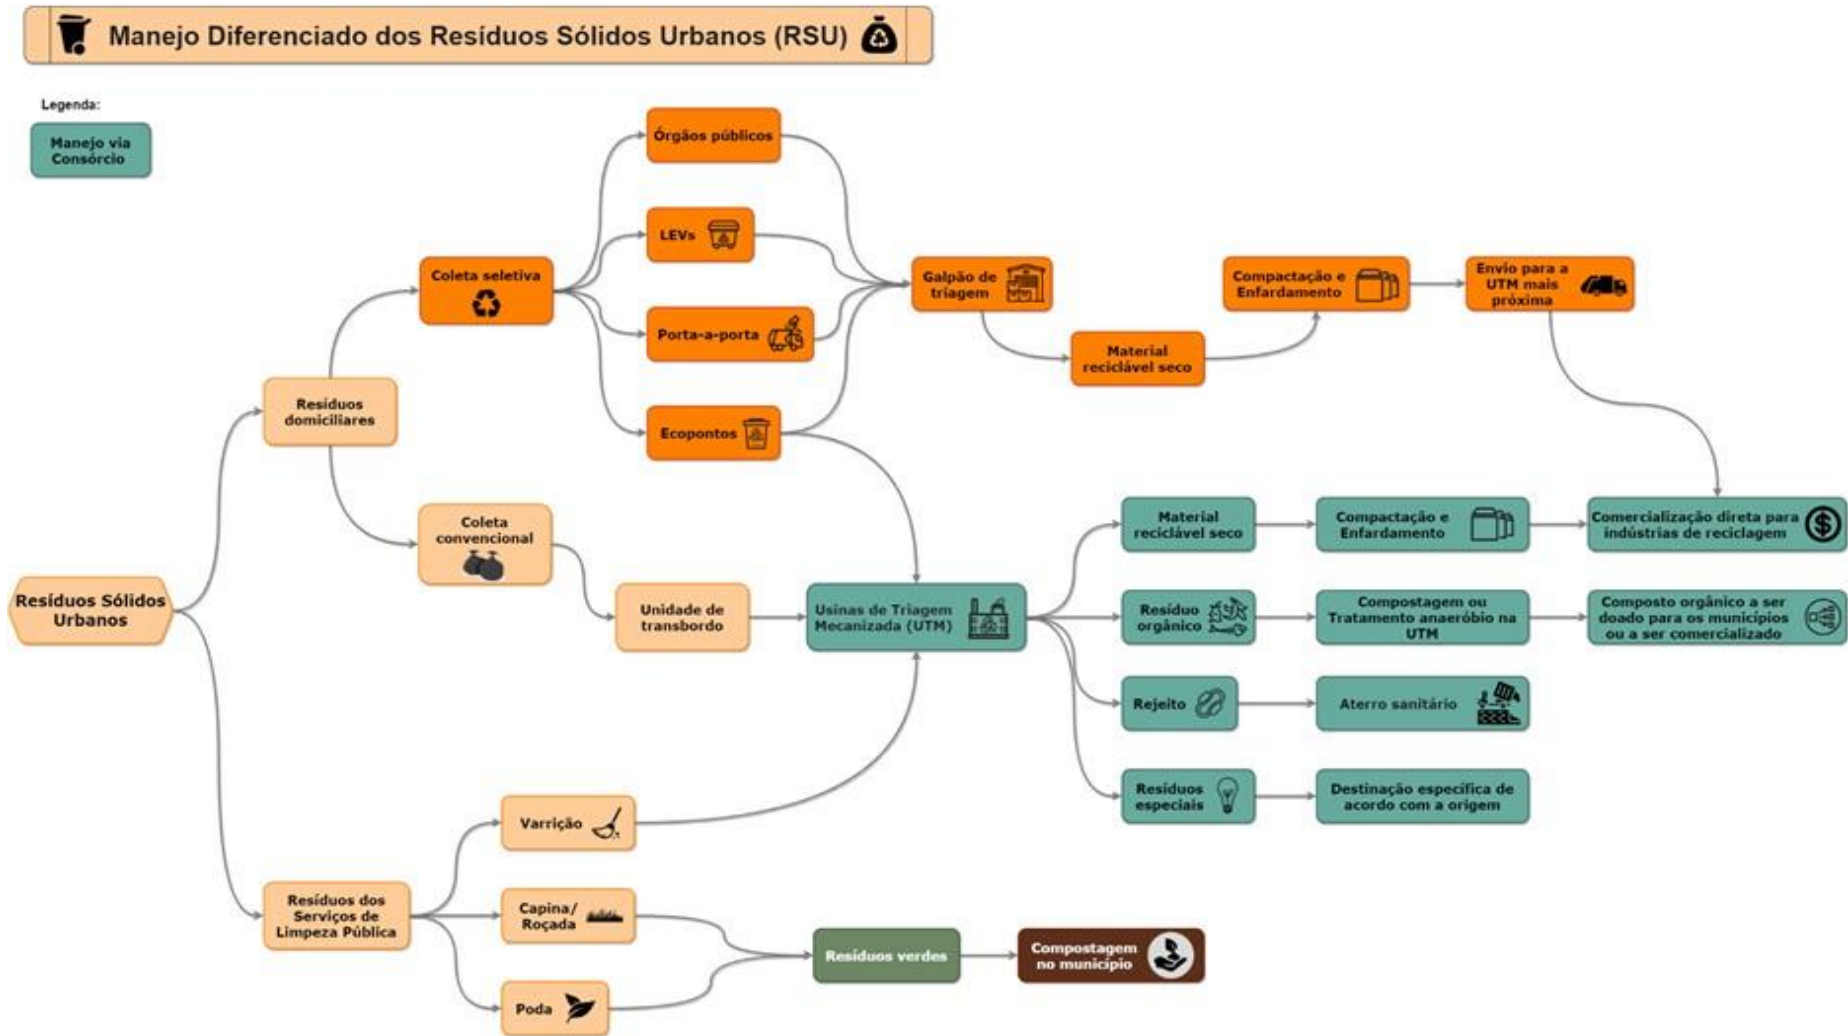 Manejo Diferenciado dos Resíduos Sólidos Urbanos (RSU)
Legenda:
Manejo via
Consórcio
Órgãos públicos
LEVs
Coleta seletiva
Porta-a-porta
Ecopontos
Galpão de
triagem
Material
reciclável seco
Compactação e
Enfardamento
Envio para a
UTM mais
próxima
Resíduos
domiciliares
Coleta
convencional
Resíduos Sólidos
Urbanos
Unidade de
transbordo
Usinas de Triagem
Mecanizada (UTM)
Material
reciclável seco
Compactação e
Enfardamento
Comercialização direta para
indústrias de reciclagem
Resíduo
orgânico
Compostagem ou
Tratamento anaeróbio na
UTM
Composto orgânico a ser
doado para os municípios
ou a ser comercializado
Rejeito
Aterro sanitário
Resíduos
especiais
Destinação específica de
acordo com a origem
Resíduos dos
Serviços de
Limpeza Pública
Varrição
Capina/
Roçada
Poda
Resíduos verdes
Compostagem
no município